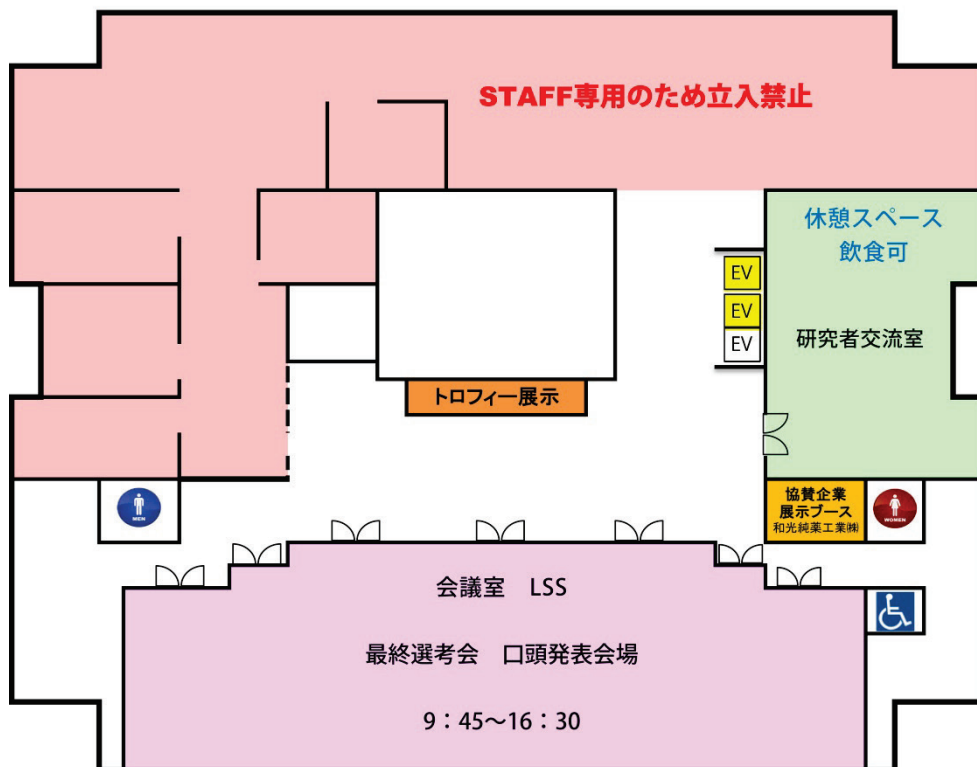 STAFF専用のため立入禁止
休憩スペース
飲食可
EV
EV
EV
研究者交流室
トロフィー展示
MEN
協賛企業
展示ブース
和光純薬工業㈱
WOMEN
会議室　LSS
最終選考会　口頭発表会場
9：45～16：30